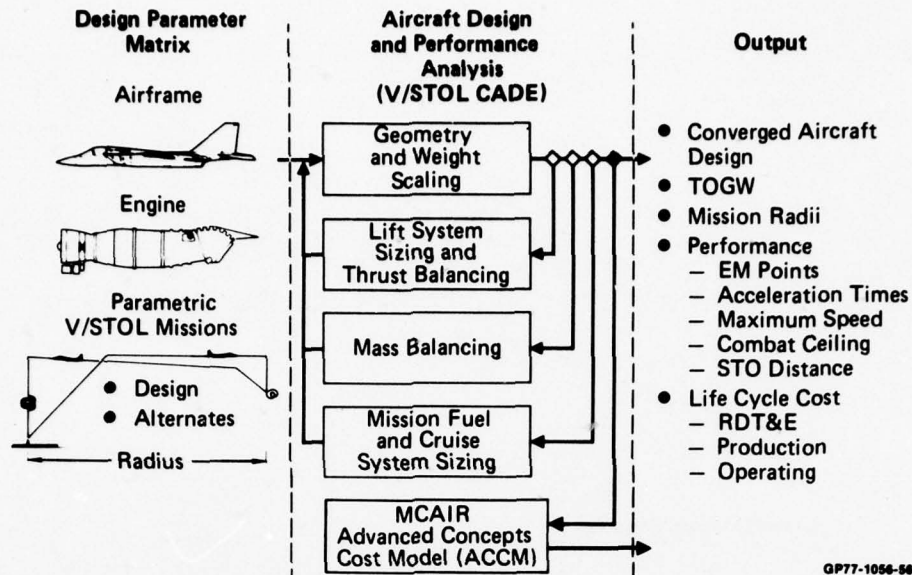 Design Parameter
Matrix
Airframe
Engine
Parametric
V/STOL Missions
● Design
● Alternates
Radius
Aircraft Design
and Performance
Analysis
(V/STOL CADE)
Geometry
and Weight
Scaling
Lift System
Sizing and
Thrust Balancing
Mass Balancing
Mission Fuel
and Cruise
System Sizing
MCAIR
Advanced Concepts
Cost Model (ACCM)
Output
● Converged Aircraft
Design
● TOGW
● Mission Radii
● Performance
– EM Points
– Acceleration Times
– Maximum Speed
– Combat Ceiling
– STO Distance
● Life Cycle Cost
– RDT&E
– Production
– Operating
GP77-1056-56